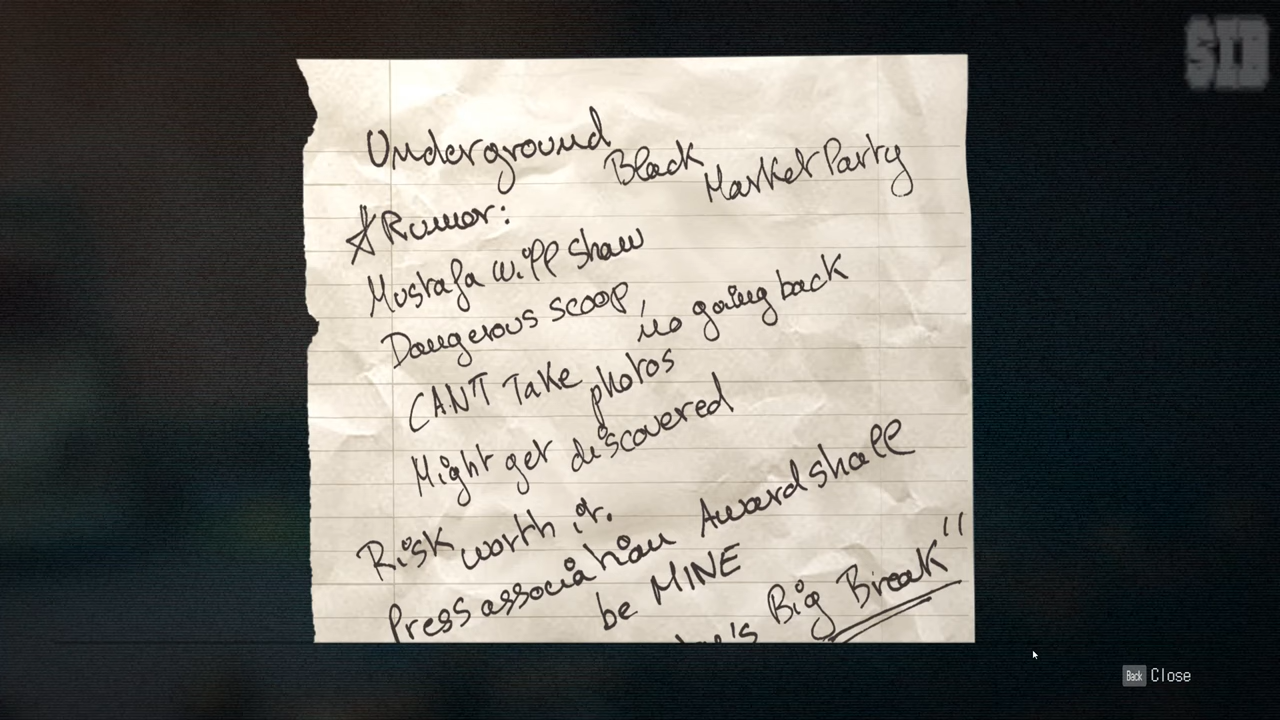 SIB
Underground Black Market Party
☆ Rumor:
Mustafa will show
Dangerous scoop, no going back
CAN'T Take photos
Might get discovered
Risk worth it.
Press association Award shall
be MINE
Big Break"
Back Close